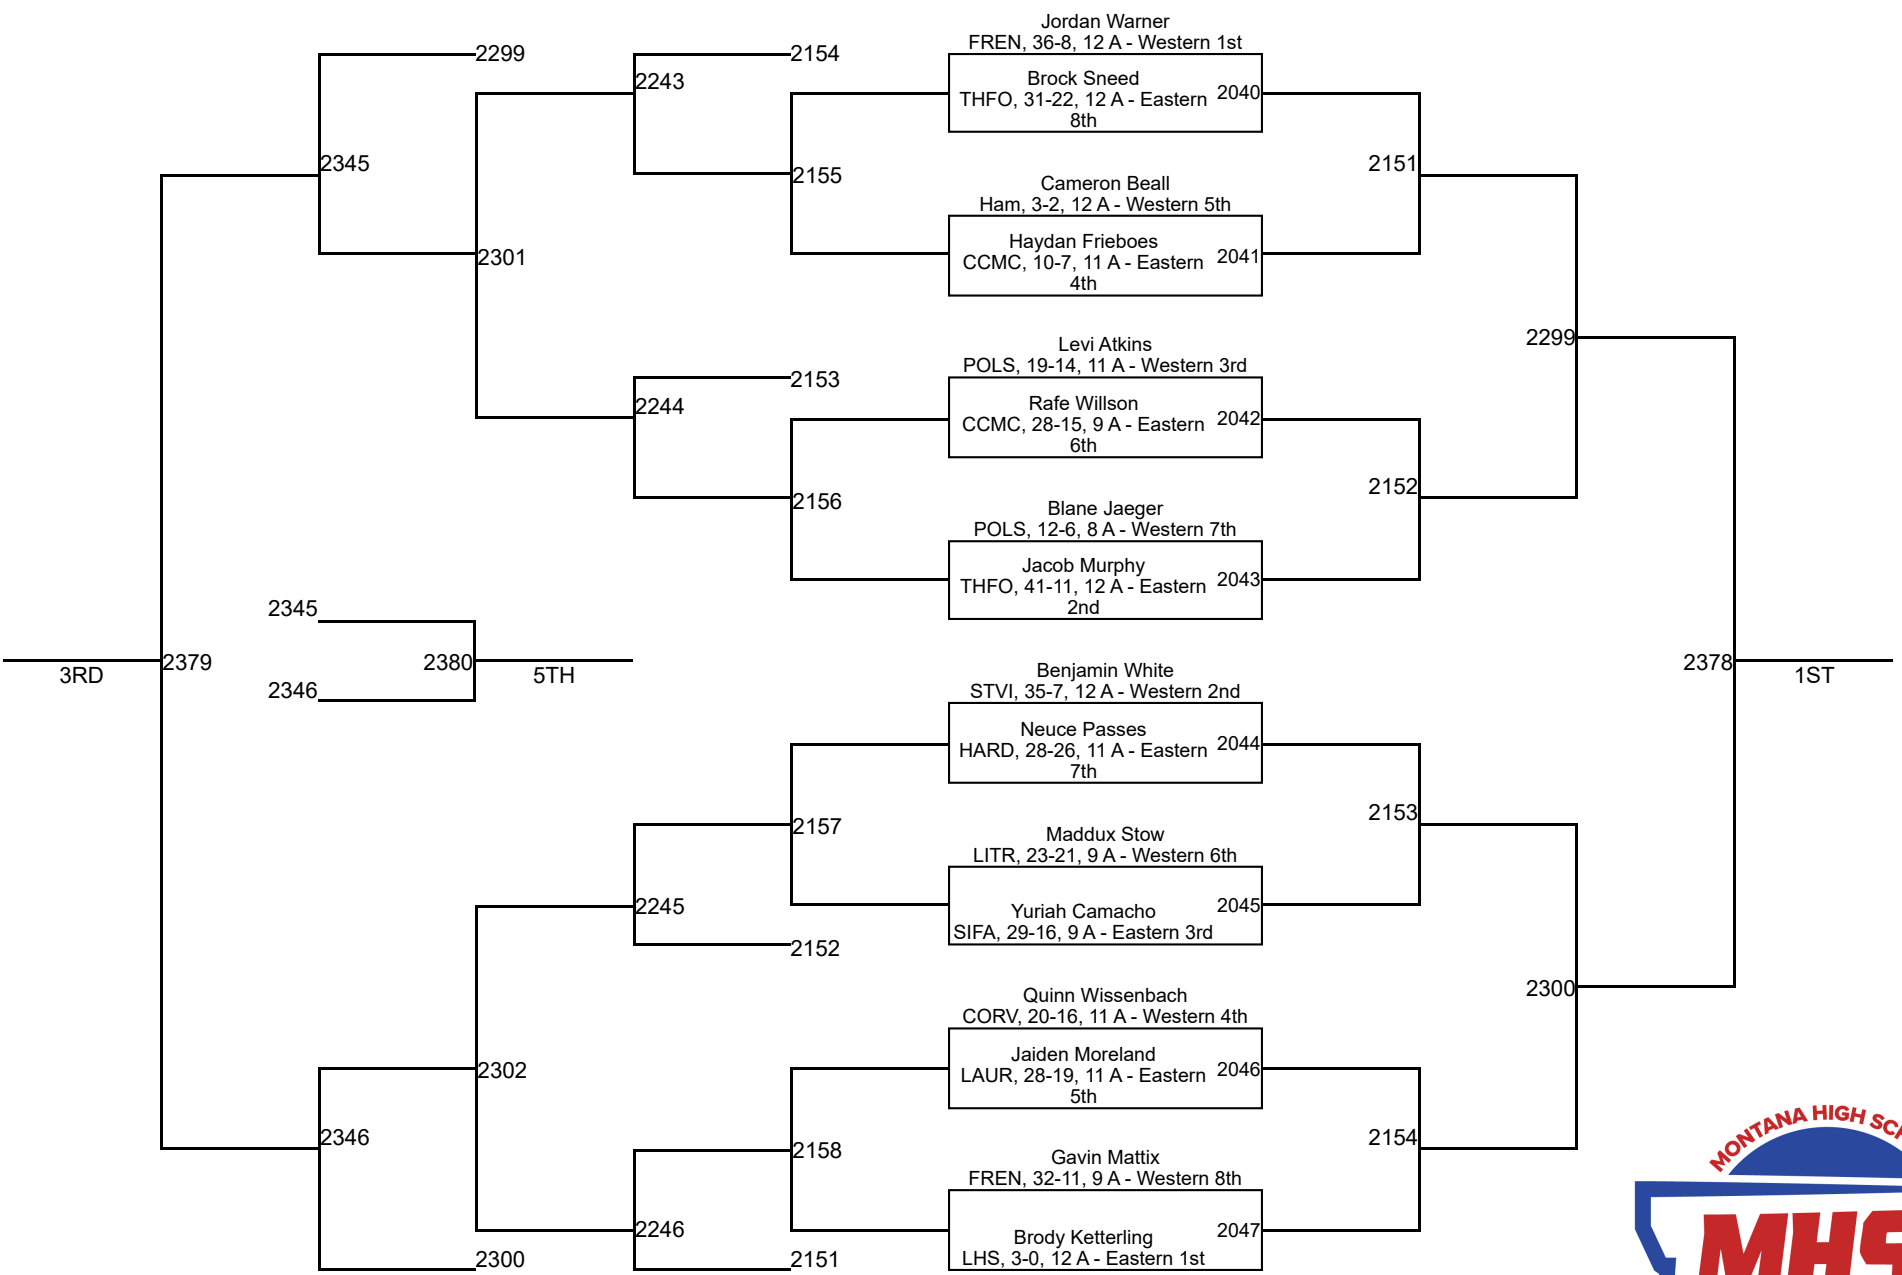 Jordan Warner
FREN, 36-8, 12 A - Western 1st
2299
2154
2243
Brock Sneed
THFO, 31-22, 12 A - Eastern
8th
2040
2345
2155
2151
Cameron Beall
Ham, 3-2, 12 A - Western 5th
2301
Haydan Frieboes
CCMC, 10-7, 11 A - Eastern
4th
2041
2299
Levi Atkins
POLS, 19-14, 11 A - Western 3rd
2153
2244
Rafe Willson
CCMC, 28-15, 9 A - Eastern
6th
2042
2156
2152
Blane Jaeger
POLS, 12-6, 8 A - Western 7th
Jacob Murphy
THFO, 41-11, 12 A - Eastern
2nd
2043
2345
3RD
2379
2380
5TH
2346
2378
1ST
Benjamin White
STVI, 35-7, 12 A - Western 2nd
Neuce Passes
HARD, 28-26, 11 A - Eastern
7th
2044
2157
2153
Maddux Stow
LITR, 23-21, 9 A - Western 6th
2245
Yuriah Camacho
SIFA, 29-16, 9 A - Eastern 3rd
2045
2152
2300
Quinn Wissenbach
CORV, 20-16, 11 A - Western 4th
2302
Jaiden Moreland
LAUR, 28-19, 11 A - Eastern
5th
2046
2346
2158
2154
Gavin Mattix
FREN, 32-11, 9 A - Western 8th
2246
Brody Ketterling
LHS, 3-0, 12 A - Eastern 1st
2047
2300
2151
MONTANA HIGH